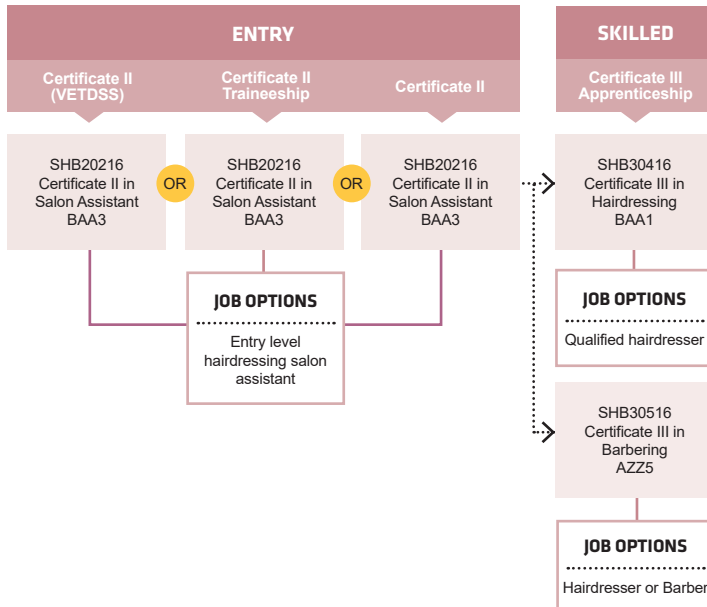 ENTRY
SKILLED
Certificate II
(VETDSS)
Certificate II
Traineeship
Certificate II
Certificate III
Apprenticeship
SHB20216
Certificate II in
Salon Assistant
BAA3
OR
SHB20216
Certificate II in
Salon Assistant
BAA3
OR
SHB20216
Certificate II in
Salon Assistant
BAA3
SHB30416
Certificate III in
Hairdressing
BAA1
JOB OPTIONS
Entry level
hairdressing salon
assistant
JOB OPTIONS
Qualified hairdresser
SHB30516
Certificate III in
Barbering
AZZ5
JOB OPTIONS
Hairdresser or Barber